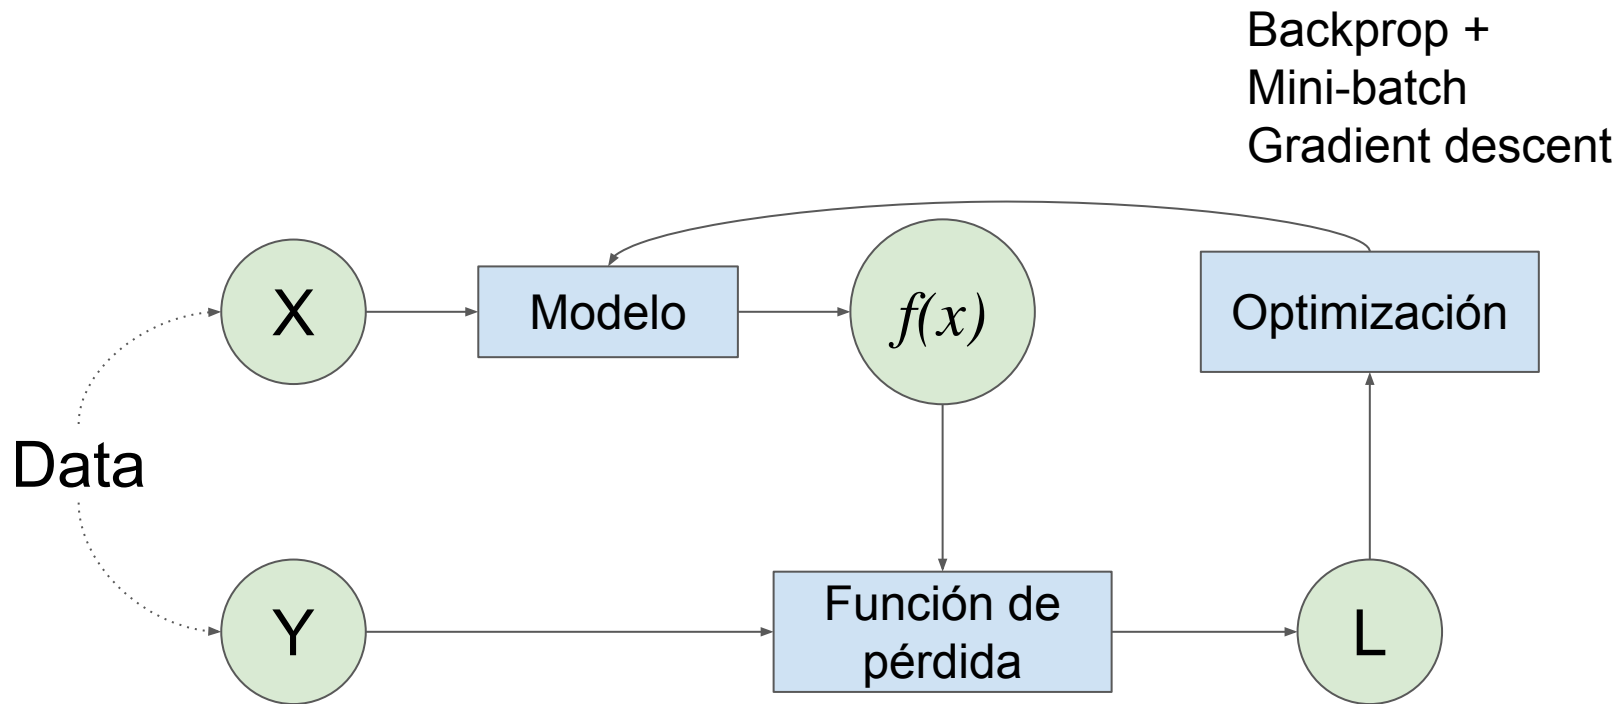 Backprop +
Mini-batch
Gradient descent
X
Modelo
f(x)
Optimización
Data
Y
Función de
pérdida
L